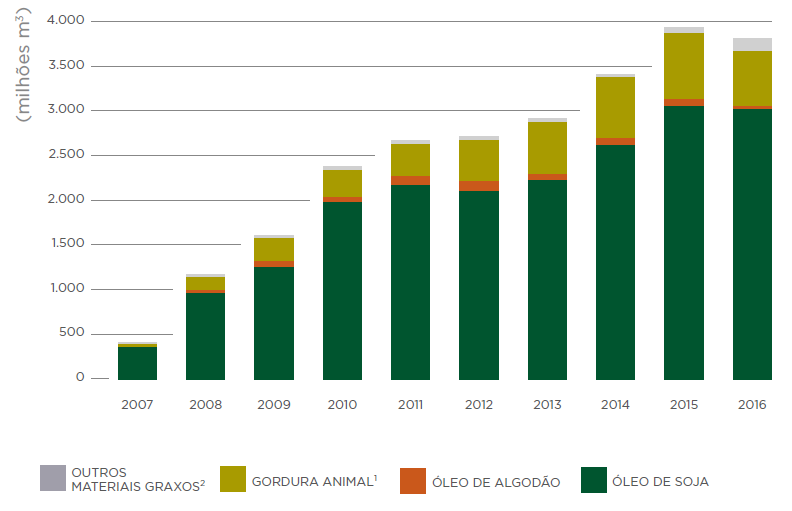 (milhões m³)
4.000
3.500
3.000
2.500
2.000
1.500
1.000
500
0
2007 2008 2009 2010 2011 2012 2013 2014 2015 2016
OUTROS
MATERIAIS GRAXOS²
GORDURA ANIMAL¹
ÓLEO DE ALGODÃO
ÓLEO DE SOJA